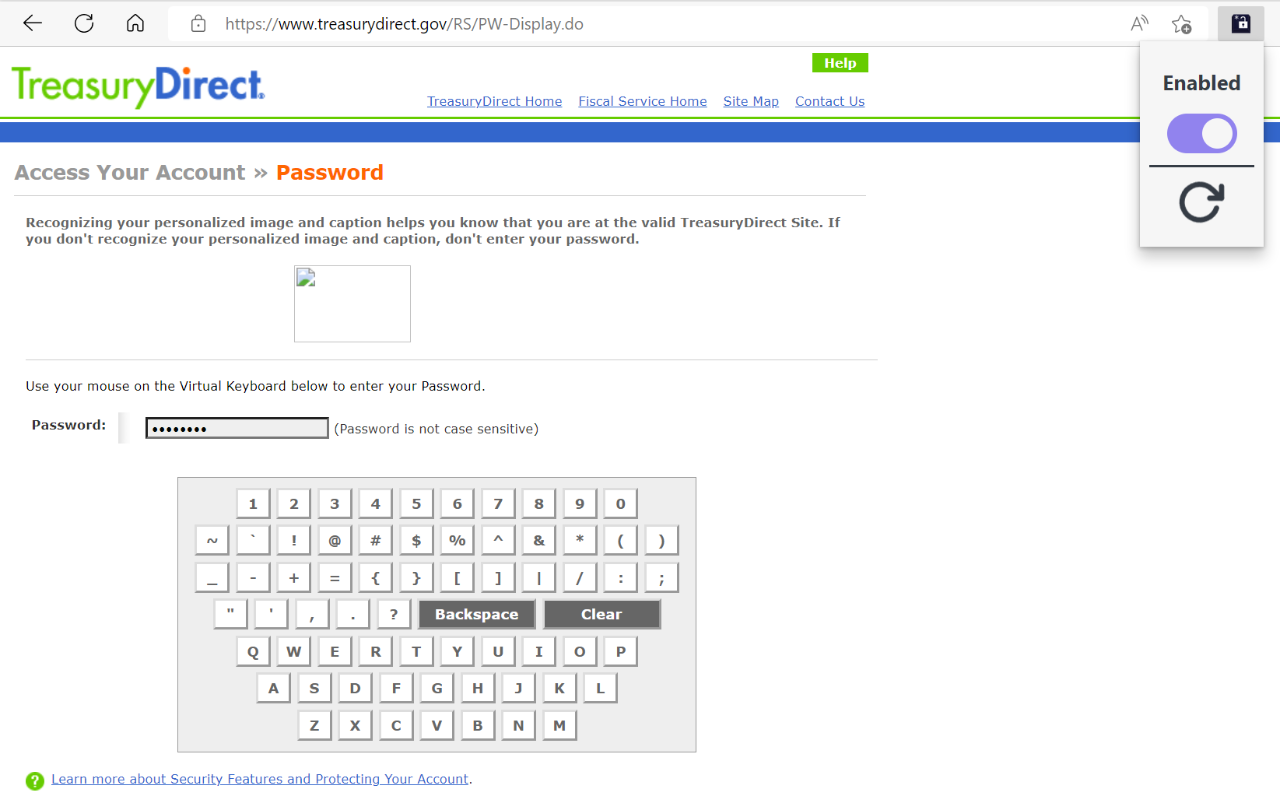 https://www.treasurydirect.gov/RS/PW-Display.do
Enabled
TreasuryDirect®
Help
TreasuryDirect Home Fiscal Service Home Site Map Contact Us
Access Your Account » Password
Recognizing your personalized image and caption helps you know that you are at the valid TreasuryDirect Site. If
you don't recognize your personalized image and caption, don't enter your password.
Use your mouse on the Virtual Keyboard below to enter your Password.
Password: •••••••• (Password is not case sensitive)
1 2 3 4 5 6 7 8 9 0
~ ` ! @ # $ % ^ & * ( )
_ - + = { } [ ] | / : ;
" ' , . ? Backspace Clear
Q W E R T Y U I O P
A S D F G H J K L
Z X C V B N M
? Learn more about Security Features and Protecting Your Account.